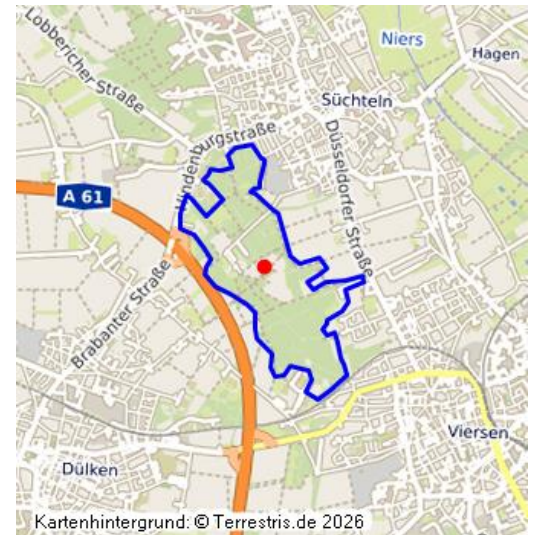 Lobbericher Straße
Niers
Hagen
Süchteln
Hindenburgstraße
Düsseldorfer Straße
A 61
Brabanter Straße
Viersen
Dülken
Kartenhintergrund: © Terrestris.de 2026